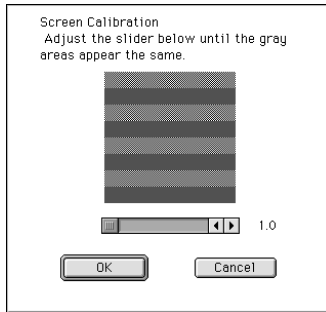 Screen Calibration
Adjust the slider below until the gray
areas appear the same.
1.0
OK
Cancel